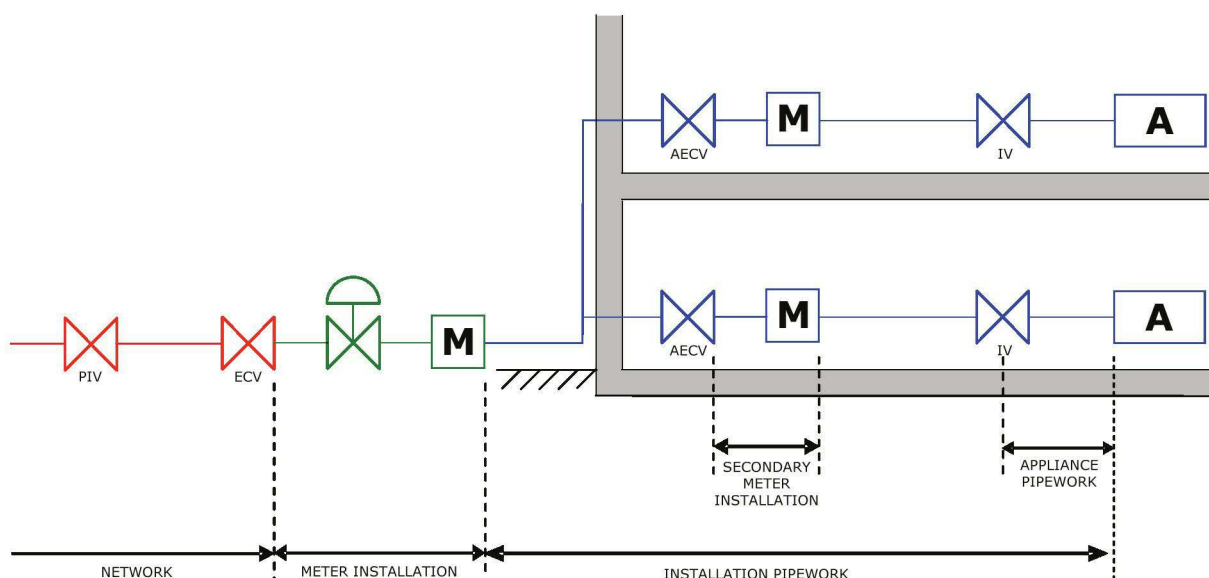 AECV
M
IV
A
PIV
ECV
M
AECV
M
IV
A
SECONDARY
METER
INSTALLATION
APPLIANCE
PIPEWORK
NETWORK
METER INSTALLATION
INSTALLATION PIPEWORK